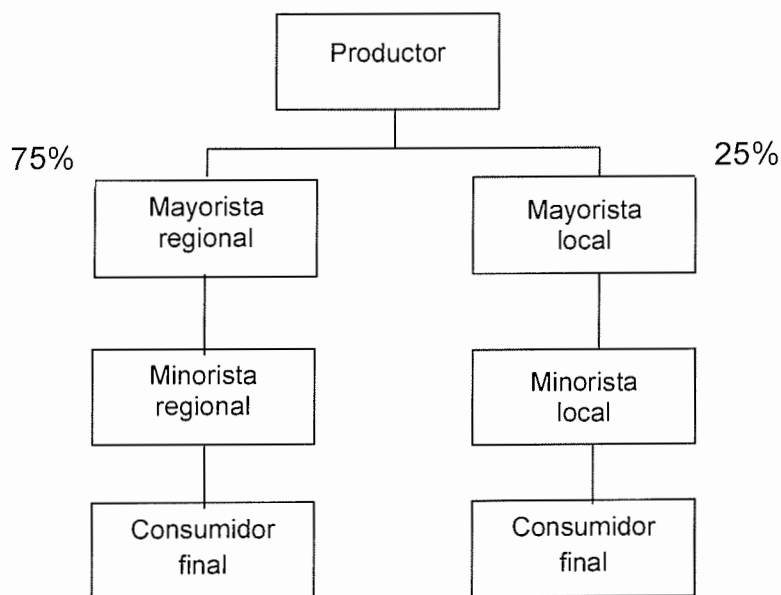 Productor
75%
25%
Mayorista
regional
Mayorista
local
Minorista
regional
Minorista
local
Consumidor
final
Consumidor
final